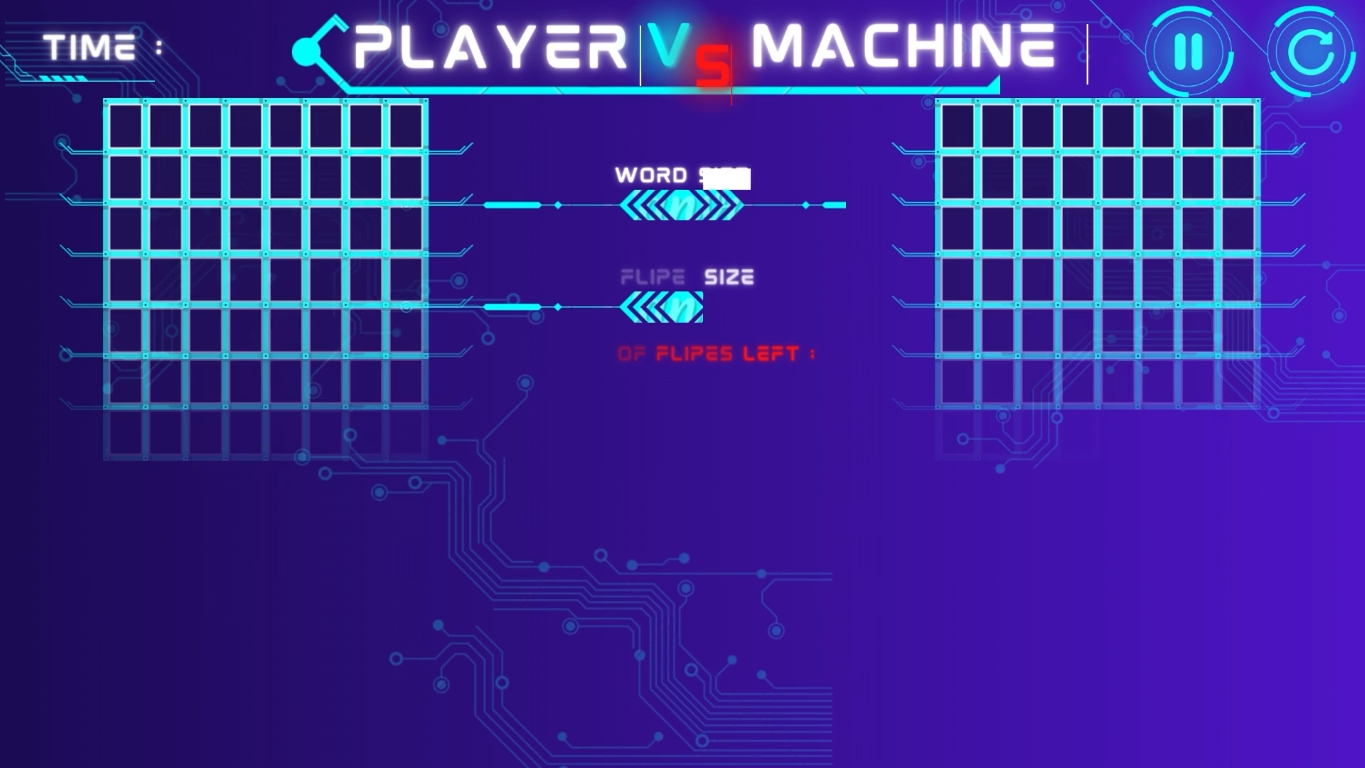 TIME :
PLAYER VS MACHINE
WORD
FLIPE SIZE
OF FLIPES LEFT :